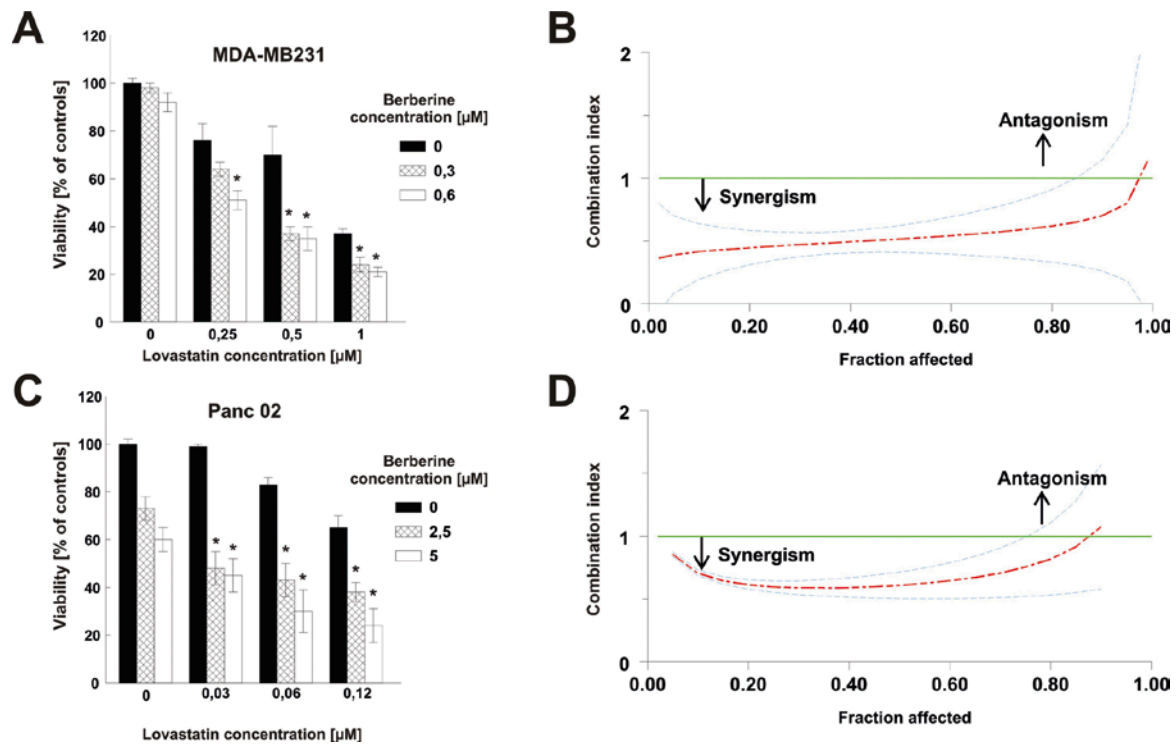 A
MDA-MB231
120
100
80
60
40
20
0
Viability [% of controls]
0
0,25
0,5
1
Lovastatin concentration [µM]
Berberine
concentration [µM]
0
0,3
0,6
*
* *
* *
B
2
1
0
Combination index
Antagonism
Synergism
0.00
0.20
0.40
0.60
0.80
1.00
Fraction affected
C
Panc 02
120
100
80
60
40
20
0
Viability [% of controls]
0
0,03
0,06
0,12
Lovastatin concentration [µM]
Berberine
concentration [µM]
0
2,5
5
* *
* *
* *
D
2
1
0
Combination index
Antagonism
Synergism
0.00
0.20
0.40
0.60
0.80
1.00
Fraction affected